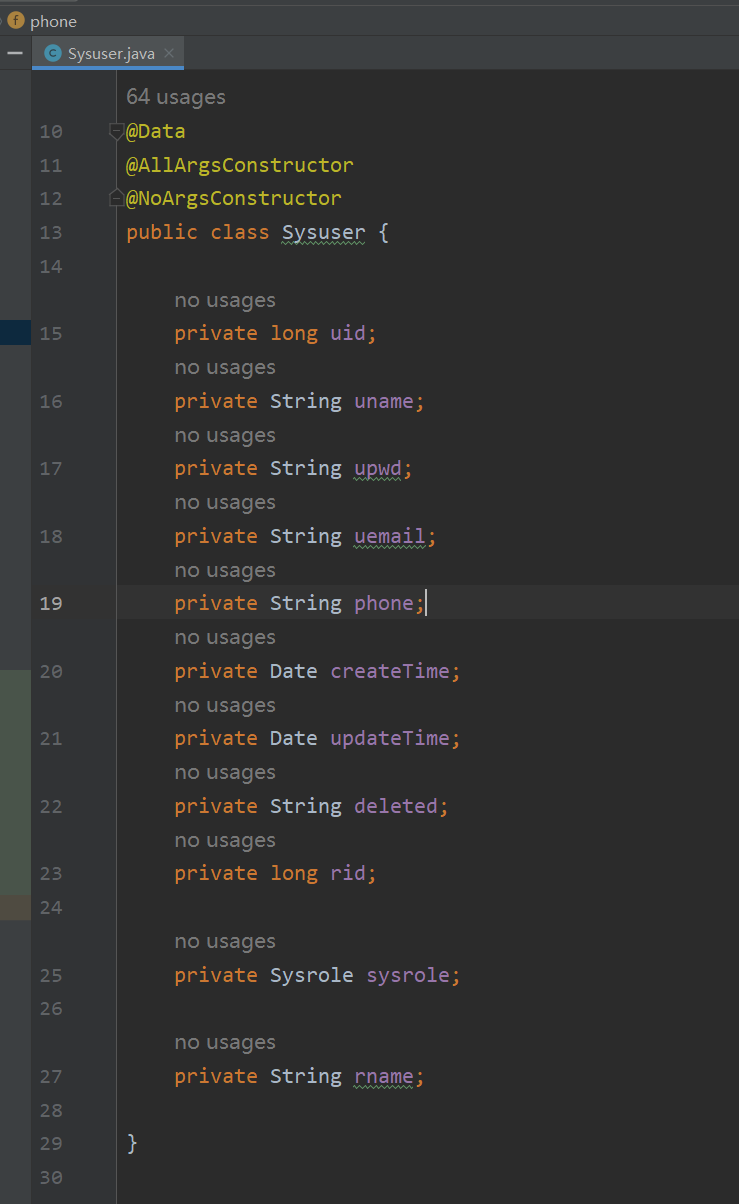 phone
Sysuser.java
64 usages
10 @Data
11 @AllArgsConstructor
12 @NoArgsConstructor
13 public class Sysuser {
14
no usages
15 private long uid;
no usages
16 private String uname;
no usages
17 private String upwd;
no usages
18 private String uemail;
no usages
19 private String phone;
no usages
20 private Date createTime;
no usages
21 private Date updateTime;
no usages
22 private String deleted;
no usages
23 private long rid;
24
no usages
25 private Sysrole sysrole;
26
no usages
27 private String rname;
28
29 }
30